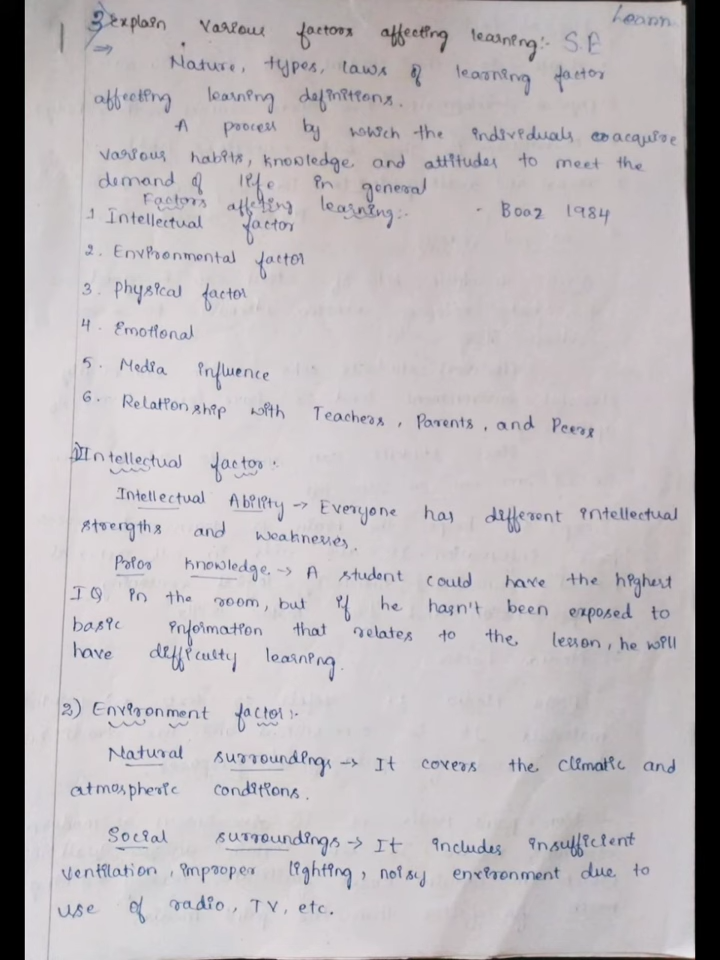 Learn
3 Explain various factors affecting learning:- S.E
⇒ Nature, types, laws of learning factor
affecting learning definitions.
A process by which the individuals acquire
various habits, knowledge and attitudes to meet the
demand of life in general
Factors affecting learning:- - Boaz 1984
1. Intellectual factor
2. Environmental factor
3. Physical factor
4. Emotional
5. Media influence
6. Relationship with Teachers, Parents, and Peers
1) Intellectual factor:
Intellectual Ability → Everyone has different intellectual
strengths and weaknesses.
Prior knowledge → A student could have the highest
IQ in the room, but if he hasn't been exposed to
basic information that relates to the lesson, he will
have difficulty learning.
2) Environment factor:-
Natural surroundings → It covers the climatic and
atmospheric conditions.
Social surroundings → It includes insufficient
ventilation, improper lighting, noisy environment due to
use of radio, TV, etc.